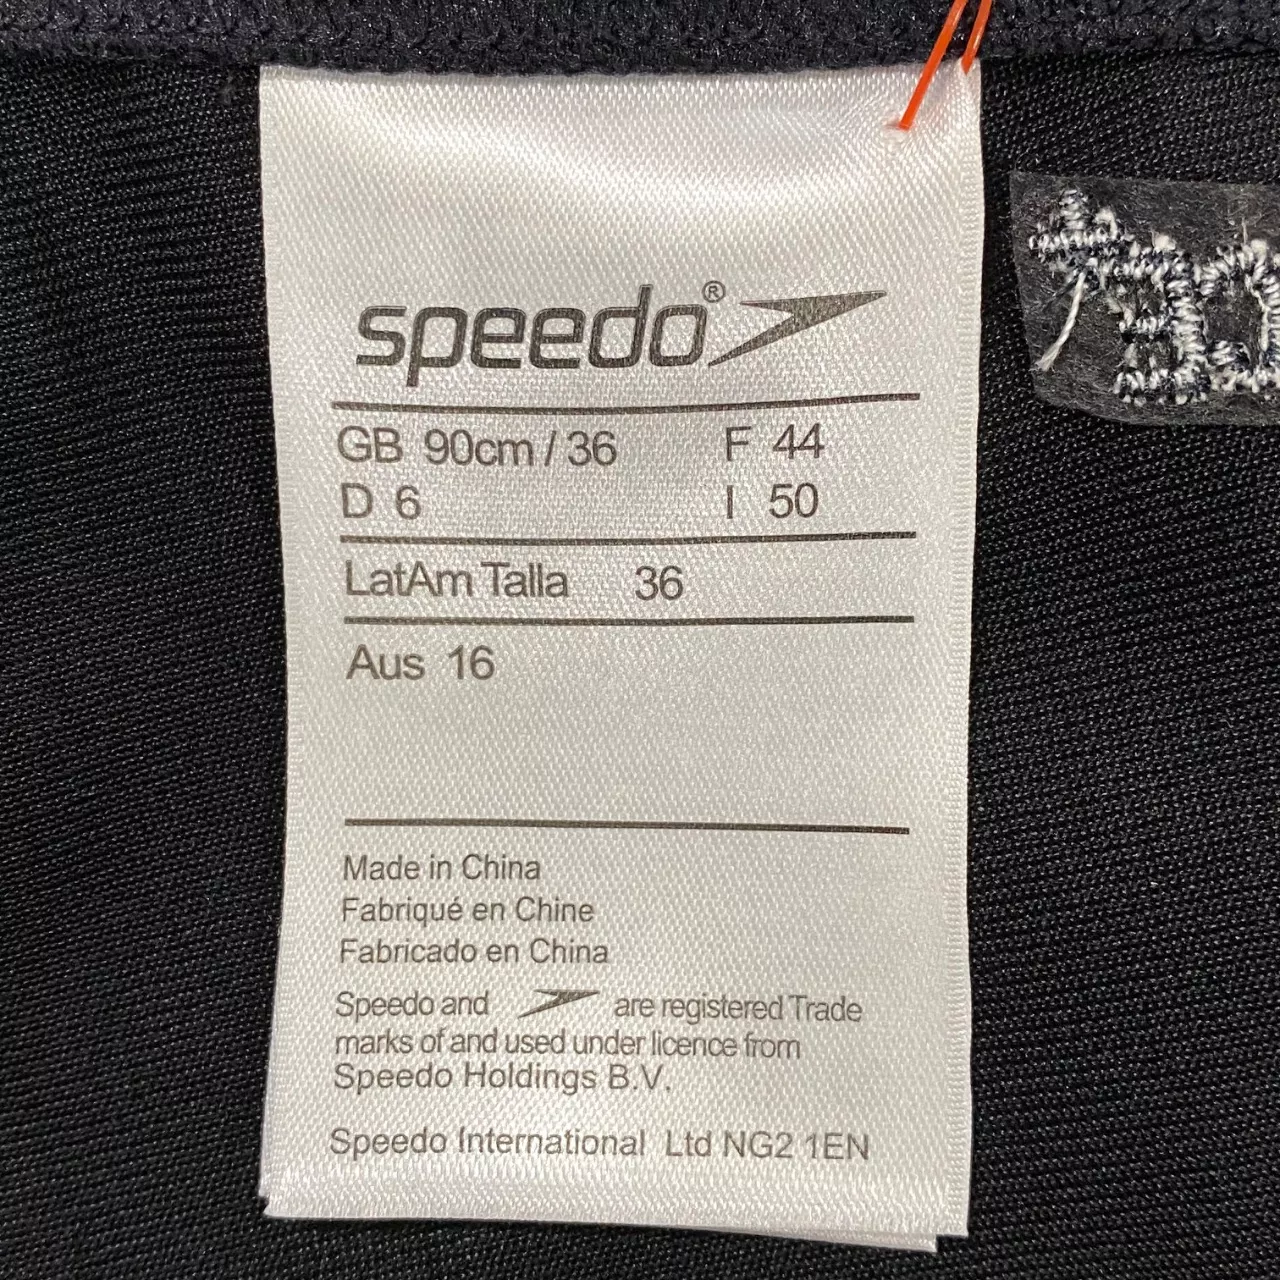 speedo®
GB 90cm / 36 F 44
D 6 I 50
LatAm Talla 36
Aus 16
Made in China
Fabriqué en Chine
Fabricado en China
Speedo and are registered Trade
marks of and used under licence from
Speedo Holdings B.V.
Speedo International Ltd NG2 1EN